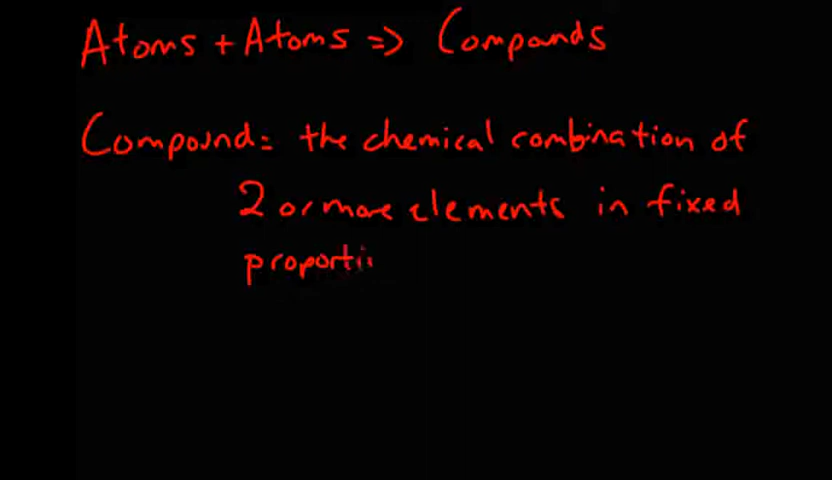 Atoms + Atoms => Compounds
Compound: the chemical combination of
2 or more elements in fixed
proporti